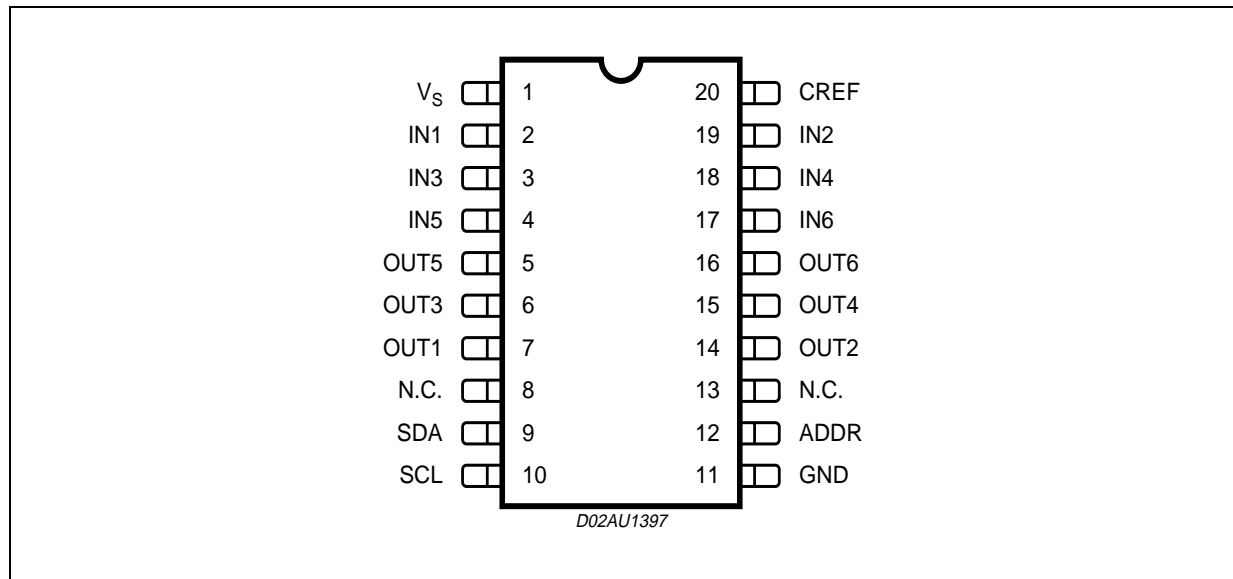 V_S 1 20 CREF
IN1 2 19 IN2
IN3 3 18 IN4
IN5 4 17 IN6
OUT5 5 16 OUT6
OUT3 6 15 OUT4
OUT1 7 14 OUT2
N.C. 8 13 N.C.
SDA 9 12 ADDR
SCL 10 11 GND
D02AU1397